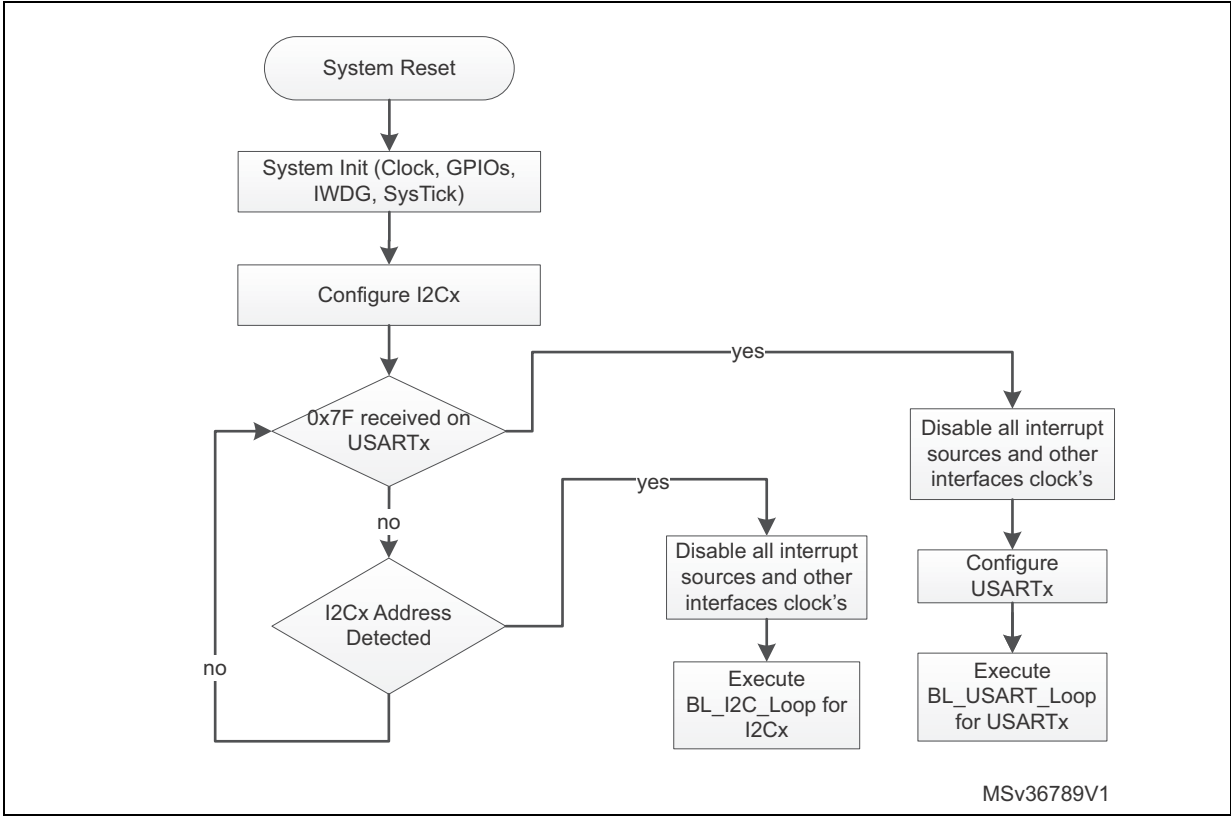 System Reset
System Init (Clock, GPIOs,
IWDG, SysTick)
Configure I2Cx
yes
0x7F received on
USARTx
Disable all interrupt
sources and other
interfaces clock's
yes
no
Disable all interrupt
sources and other
interfaces clock's
Configure
USARTx
I2Cx Address
Detected
no
Execute
BL_I2C_Loop for
I2Cx
Execute
BL_USART_Loop
for USARTx
MSv36789V1